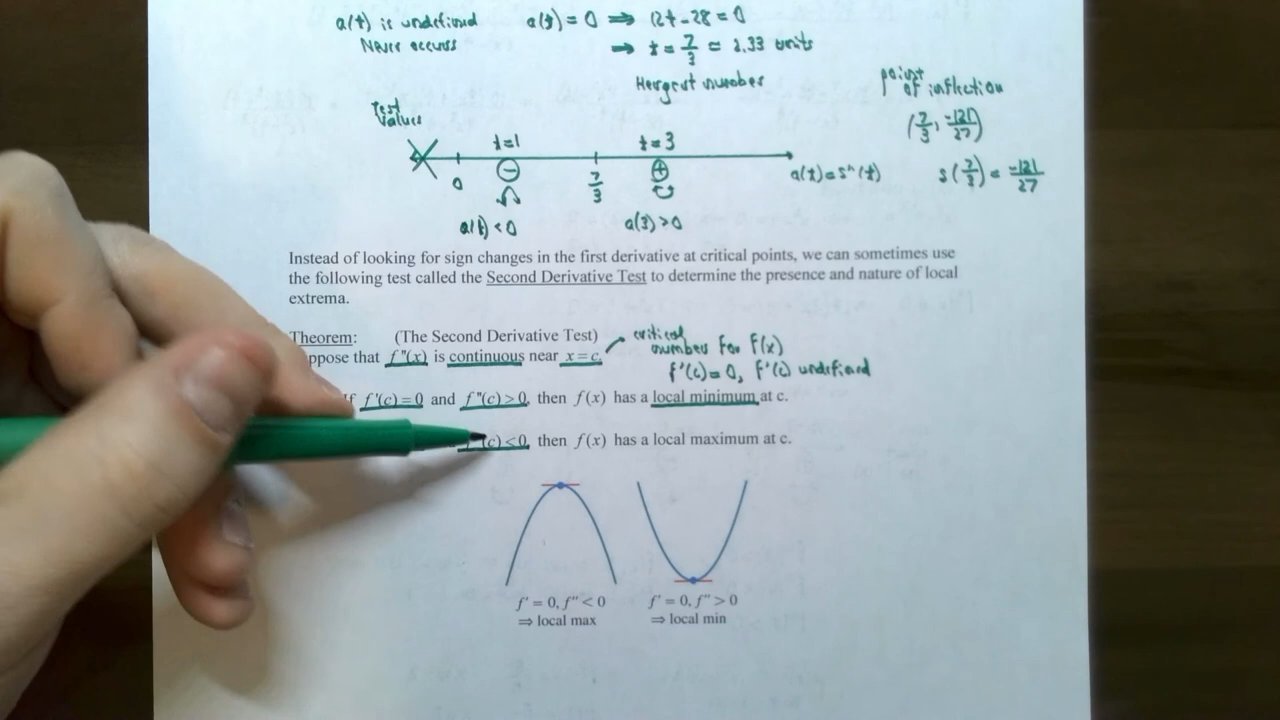 a(t) is undefined a(t) = 0 ⟹ 12t - 28 = 0
Never occurs ⟹ t = 7/3 ≈ 2.33 units
point
of inflection
(7/3, -121/27)
Test
values
t=1 t=3
0 7/3 a(t) = s"(t) s(7/3) = -121/27
− +
a(1) < 0 a(3) > 0
Instead of looking for sign changes in the first derivative at critical points, we can sometimes use
the following test called the Second Derivative Test to determine the presence and nature of local
extrema.
Theorem: (The Second Derivative Test) critical
ppose that f "(x) is continuous near x = c. numbers for f(x)
f'(c) = 0, f'(c) undefined
f f'(c) = 0 and f "(c) > 0, then f(x) has a local minimum at c.
(c) < 0, then f(x) has a local maximum at c.
f' = 0, f" < 0 f' = 0, f" > 0
⟹ local max ⟹ local min